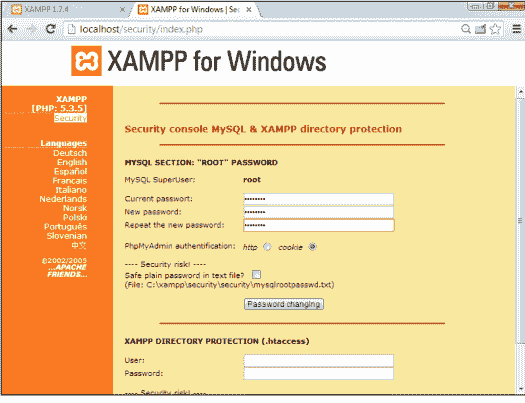 XAMPP 1.7.4
XAMPP for Windows | Secu
localhost/security/index.php
XAMPP for Windows
XAMPP
[PHP: 5.3.5]
Security
Languages
Deutsch
English
Español
Francais
Italiano
Nederlands
Norsk
Polski
Português
Slovenian
中文
©2002/2005
...APACHE
FRIENDS...
Security console MySQL & XAMPP directory protection
MYSQL SECTION: "ROOT" PASSWORD
MySQL SuperUser: root
Current passwort: ••••••••
New password: ••••••••
Repeat the new password: ••••••••
PhpMyAdmin authentification: http cookie
---- Security risk! ----
Safe plain password in text file?
(File: C:\xampp\security\security\mysqlrootpasswd.txt)
Password changing
XAMPP DIRECTORY PROTECTION (.htaccess)
User:
Password:
---- Security risk! ----